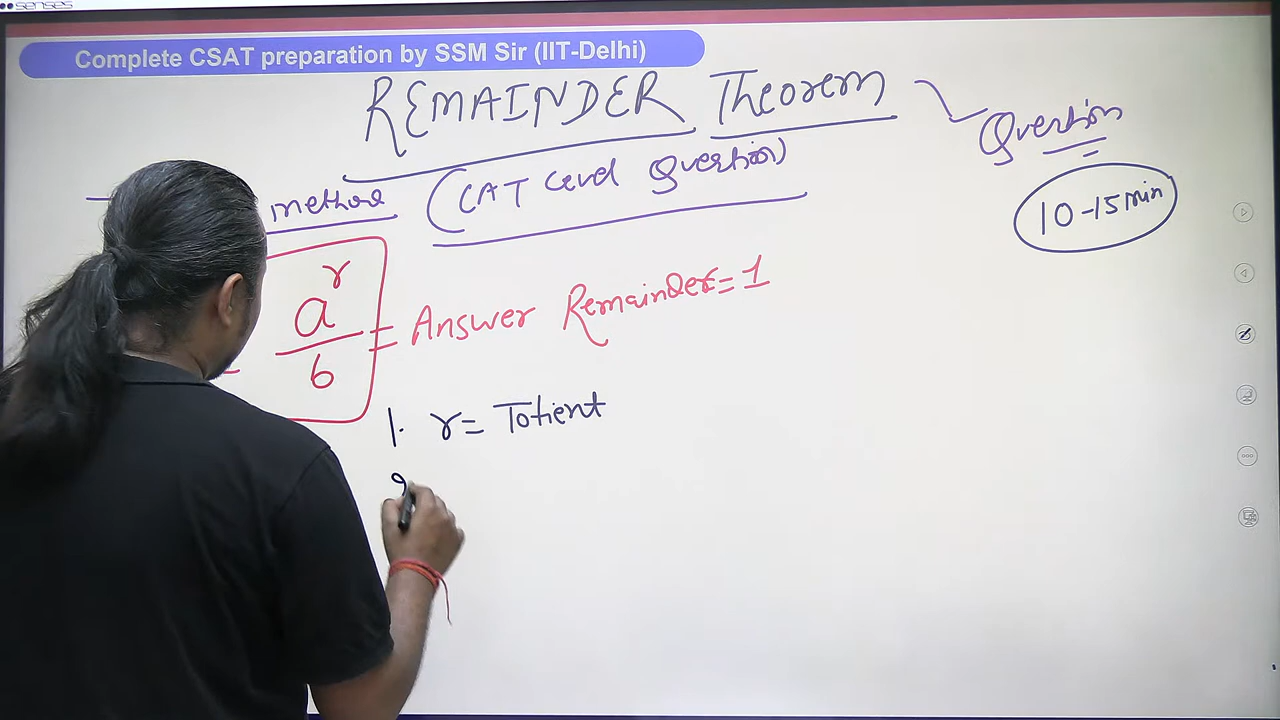 senses
Complete CSAT preparation by SSM Sir (IIT-Delhi)
REMAINDER Theorem
Question
method (CAT Level Question)
10-15 min
a^r
b
= Answer Remainder = 1
1. r = Totient